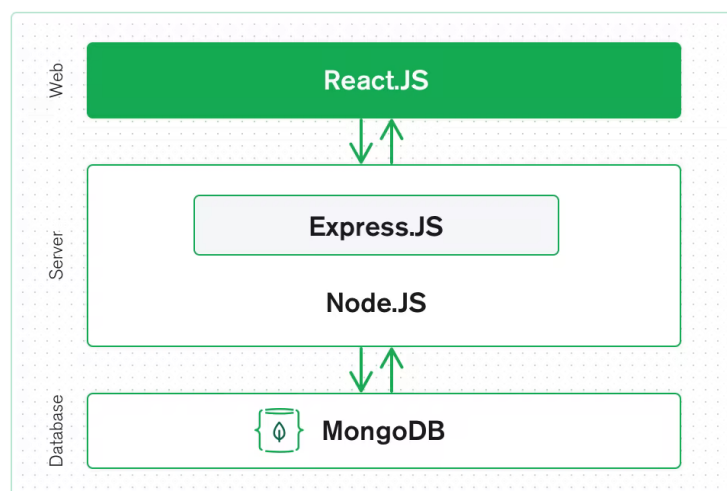 Web
React.JS
Server
Express.JS
Node.JS
Database
MongoDB